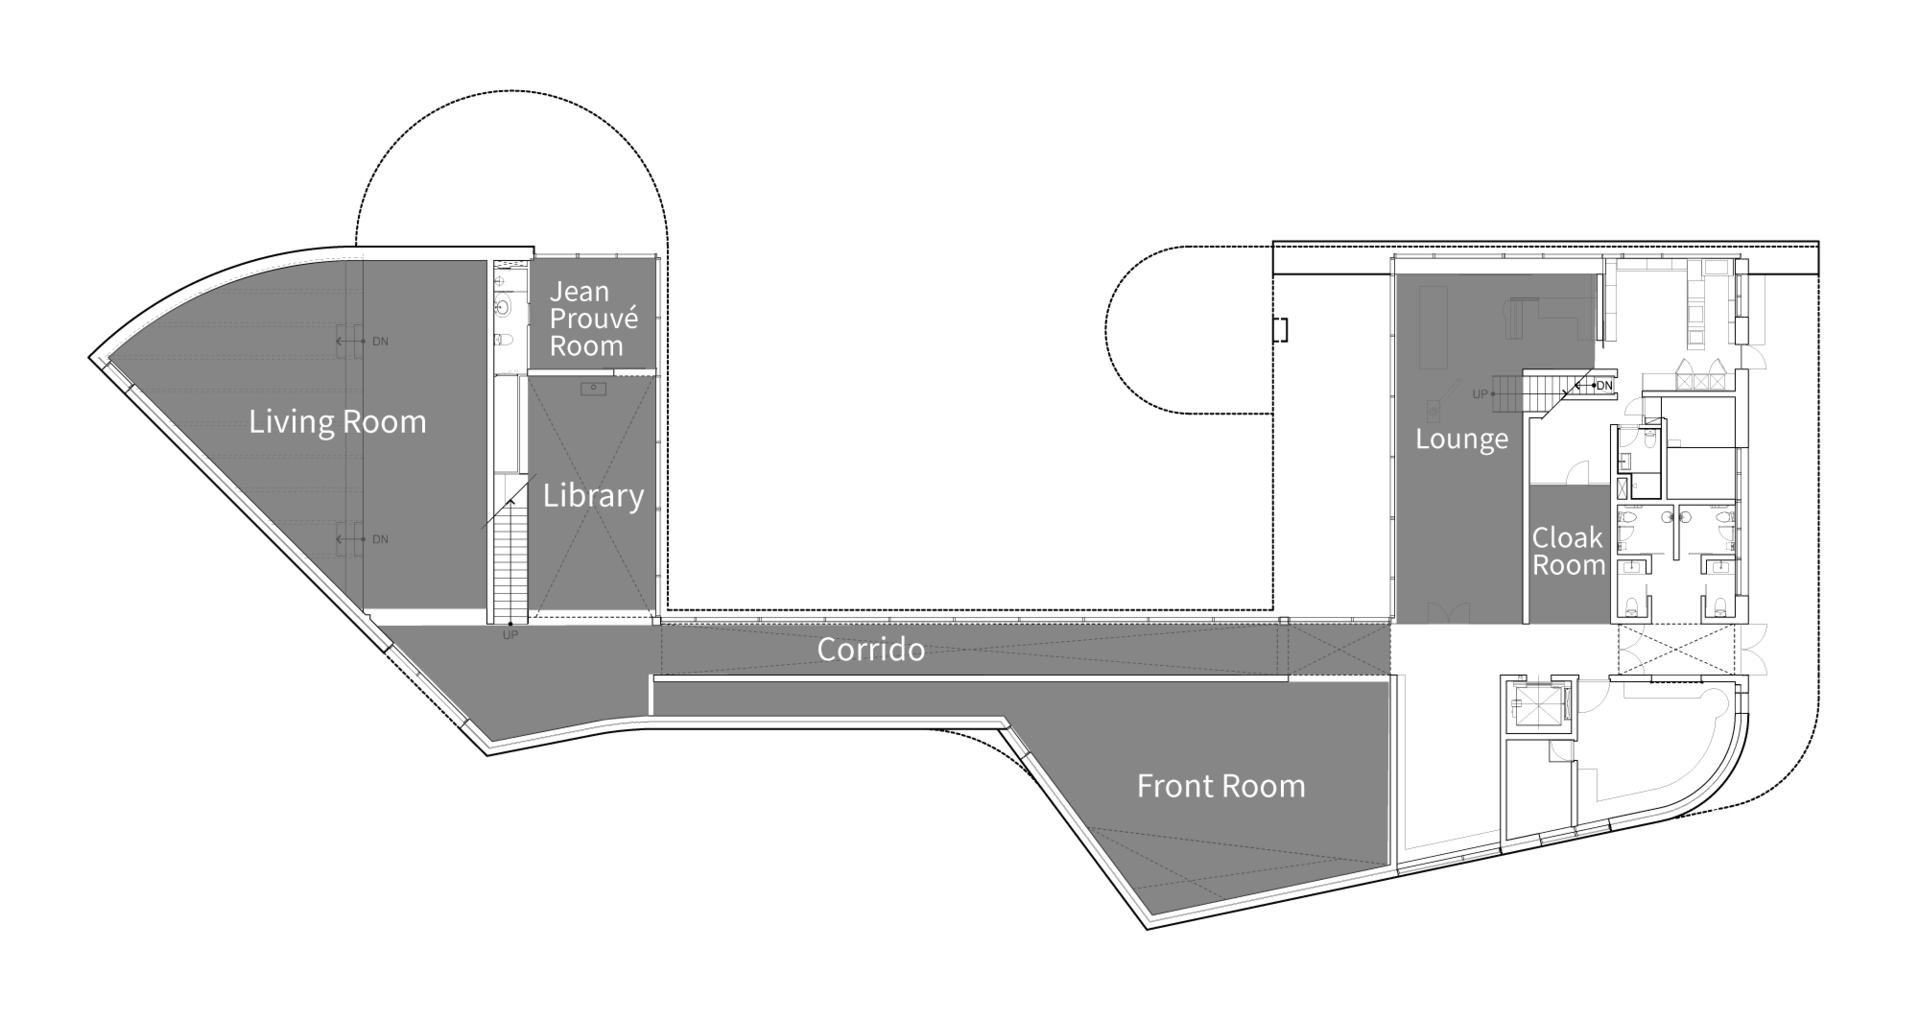 Jean
Prouvé
Room
DN
Living Room
DN
Library
UP
Corrido
Front Room
UP
DN
Lounge
Cloak
Room